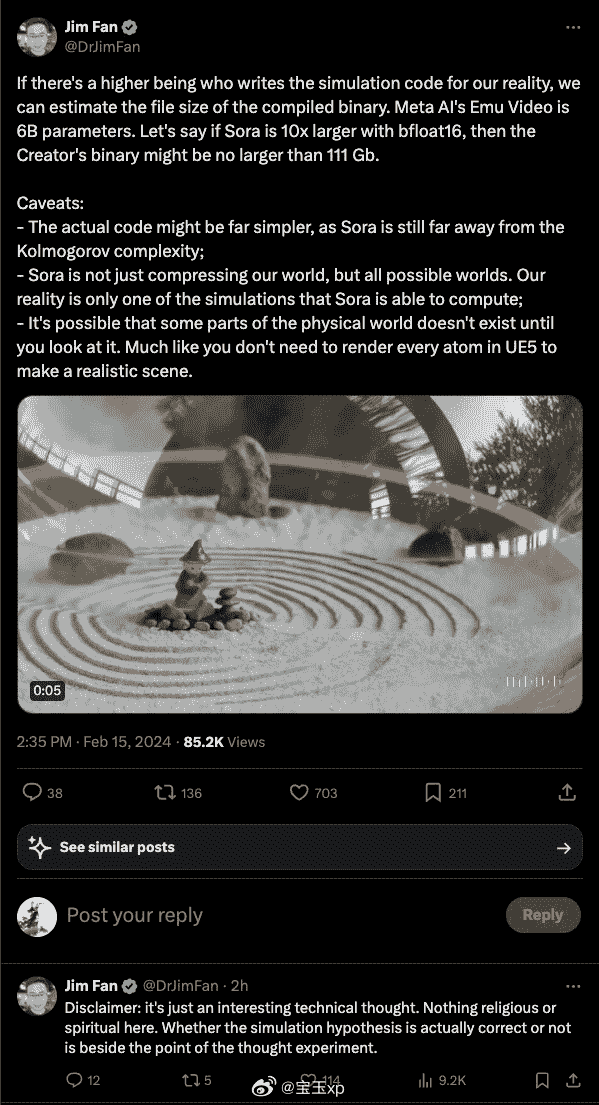 Jim Fan
@DrJimFan
If there's a higher being who writes the simulation code for our reality, we
can estimate the file size of the compiled binary. Meta AI's Emu Video is
6B parameters. Let's say if Sora is 10x larger with bfloat16, then the
Creator's binary might be no larger than 111 Gb.
Caveats:
- The actual code might be far simpler, as Sora is still far away from the
Kolmogorov complexity;
- Sora is not just compressing our world, but all possible worlds. Our
reality is only one of the simulations that Sora is able to compute;
- It's possible that some parts of the physical world doesn't exist until
you look at it. Much like you don't need to render every atom in UE5 to
make a realistic scene.
0:05
2:35 PM · Feb 15, 2024 · 85.2K Views
38 136 703 211
See similar posts
Post your reply Reply
Jim Fan @DrJimFan · 2h
Disclaimer: it's just an interesting technical thought. Nothing religious or
spiritual here. Whether the simulation hypothesis is actually correct or not
is beside the point of the thought experiment.
12 5 114 9.2K
@宝玉xp